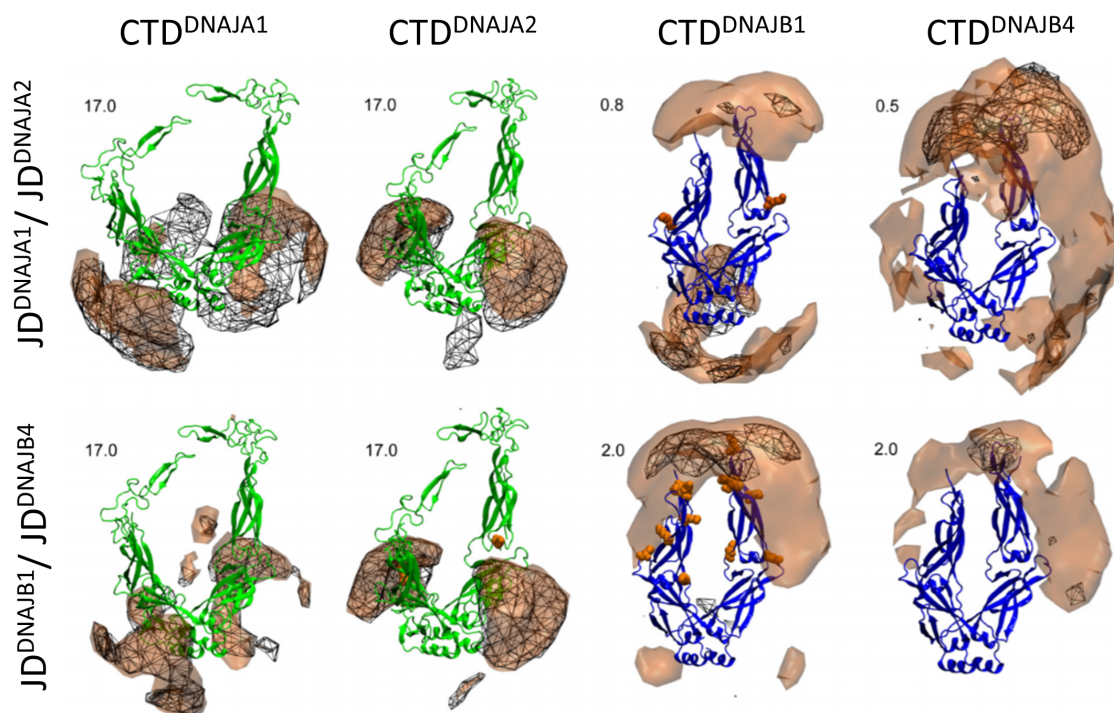 CTD^DNAJA1 CTD^DNAJA2 CTD^DNAJB1 CTD^DNAJB4
JD^DNAJA1 / JD^DNAJA2
17.0 17.0 0.8 0.5
JD^DNAJB1 / JD^DNAJB4
17.0 17.0 2.0 2.0